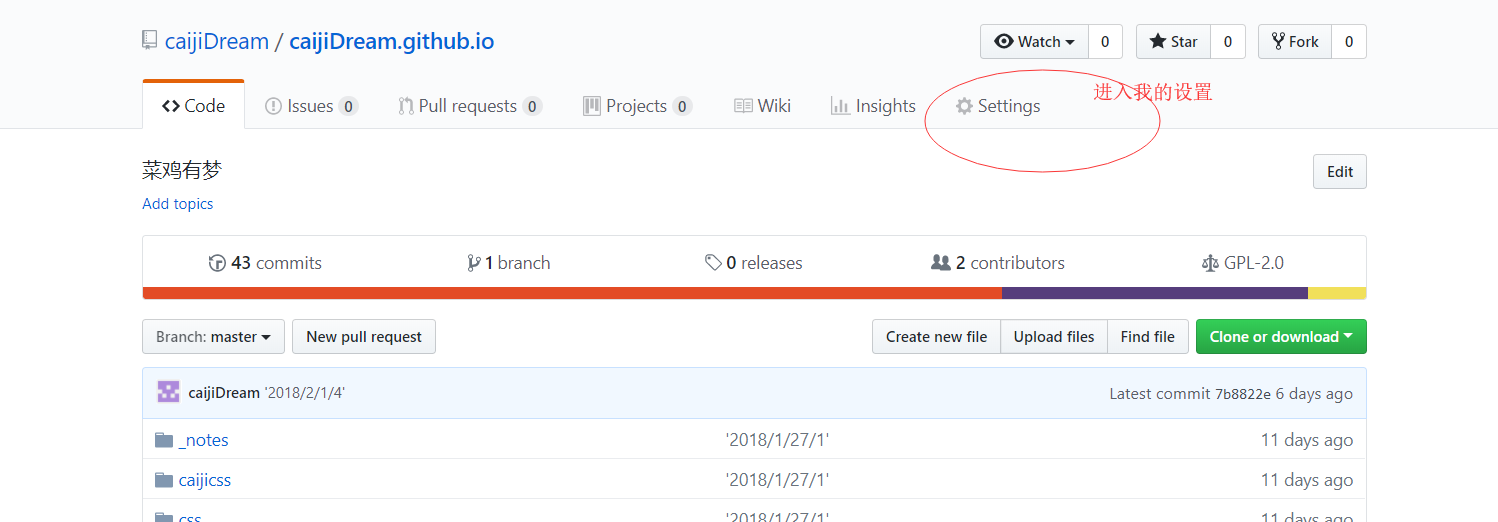 caijiDream / caijiDream.github.io
Watch 0 Star 0 Fork 0
Code Issues 0 Pull requests 0 Projects 0 Wiki Insights Settings 进入我的设置
菜鸡有梦 Edit
Add topics
43 commits 1 branch 0 releases 2 contributors GPL-2.0
Branch: master New pull request Create new file Upload files Find file Clone or download
caijiDream '2018/2/1/4' Latest commit 7b8822e 6 days ago
_notes '2018/1/27/1' 11 days ago
caijicss '2018/1/27/1' 11 days ago
css '2018/1/27/1' 11 days ago